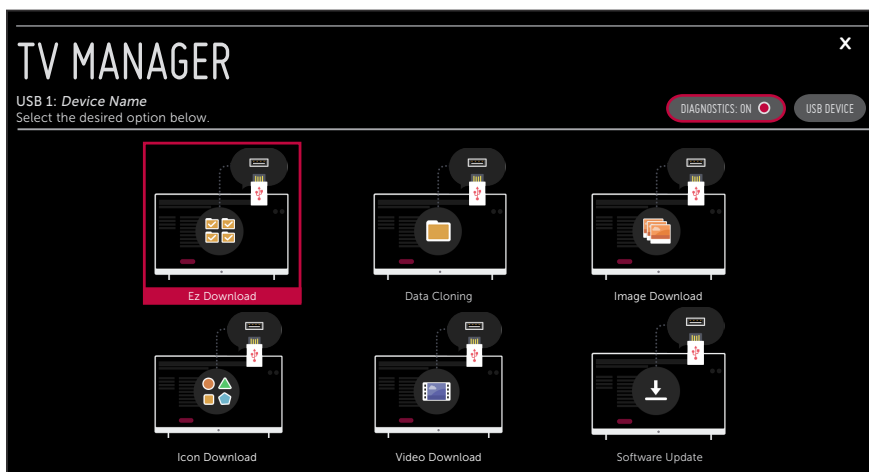 X
TV MANAGER
USB 1: Device Name
Select the desired option below.
DIAGNOSTICS: ON
USB DEVICE
Ez Download
Data Cloning
Image Download
Icon Download
Video Download
Software Update